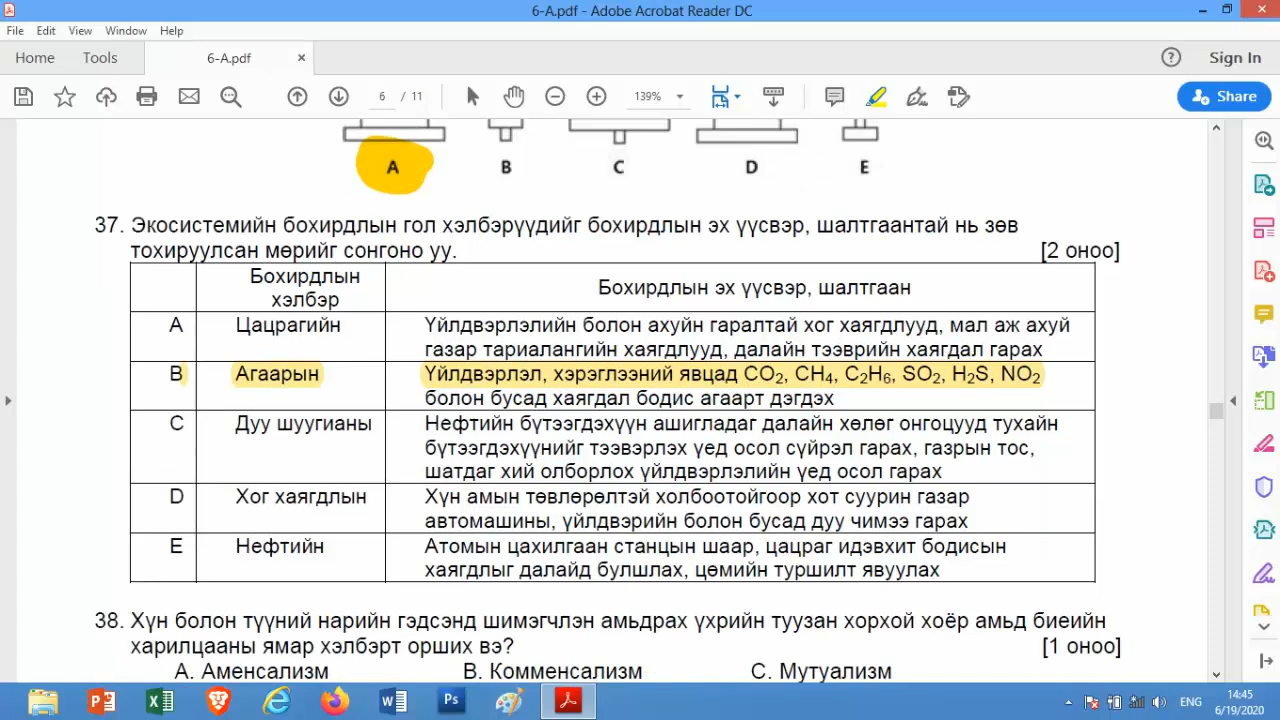 6-A.pdf - Adobe Acrobat Reader DC
File Edit View Window Help
Home Tools 6-A.pdf × Sign In
6 / 11 139% Share
A B C D E
37. Экосистемийн бохирдлын гол хэлбэрүүдийг бохирдлын эх үүсвэр, шалтгаантай нь зөв
тохируулсан мөрийг сонгоно уу. [2 оноо]
Бохирдлын
хэлбэр
Бохирдлын эх үүсвэр, шалтгаан
A Цацрагийн Үйлдвэрлэлийн болон ахуйн гаралтай хог хаягдлууд, мал аж ахуй
газар тариалангийн хаягдлууд, далайн тээврийн хаягдал гарах
B Агаарын Үйлдвэрлэл, хэрэглээний явцад CO₂, CH₄, C₂H₆, SO₂, H₂S, NO₂
болон бусад хаягдал бодис агаарт дэгдэх
C Дуу шуугианы Нефтийн бүтээгдэхүүн ашигладаг далайн хөлөг онгоцууд тухайн
бүтээгдэхүүнийг тээвэрлэх үед осол сүйрэл гарах, газрын тос,
шатдаг хий олборлох үйлдвэрлэлийн үед осол гарах
D Хог хаягдлын Хүн амын төвлөрөлтэй холбоотойгоор хот суурин газар
автомашины, үйлдвэрийн болон бусад дуу чимээ гарах
E Нефтийн Атомын цахилгаан станцын шаар, цацраг идэвхит бодисын
хаягдлыг далайд булшлах, цөмийн туршилт явуулах
38. Хүн болон түүний нарийн гэдсэнд шимэгчлэн амьдрах үхрийн туузан хорхой хоёр амьд биеийн
харилцааны ямар хэлбэрт орших вэ? [1 оноо]
A. Аменсализм B. Комменсализм C. Мутуализм
ENG 14:45
6/19/2020